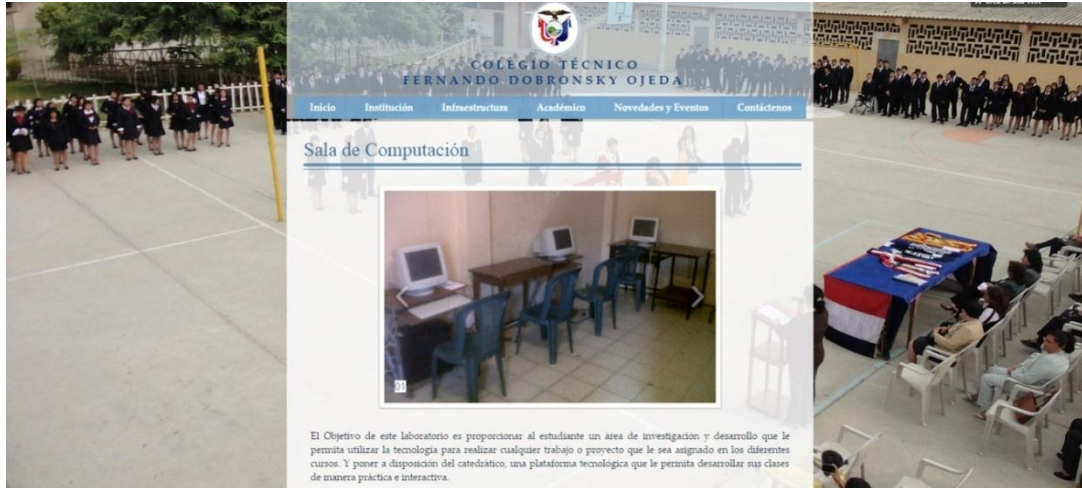 COLEGIO TÉCNICO
FERNANDO DOBRONSKY OJEDA
Inicio Institución Infraestructura Académico Novedades y Eventos Contáctenos
Sala de Computación
01
El Objetivo de este laboratorio es proporcionar al estudiante un área de investigación y desarrollo que le
permita utilizar la tecnología para realizar cualquier trabajo o proyecto que le sea asignado en los diferentes
cursos. Y poner a disposición del catedrático, una plataforma tecnológica que le permita desarrollar sus clases
de manera práctica e interactiva.